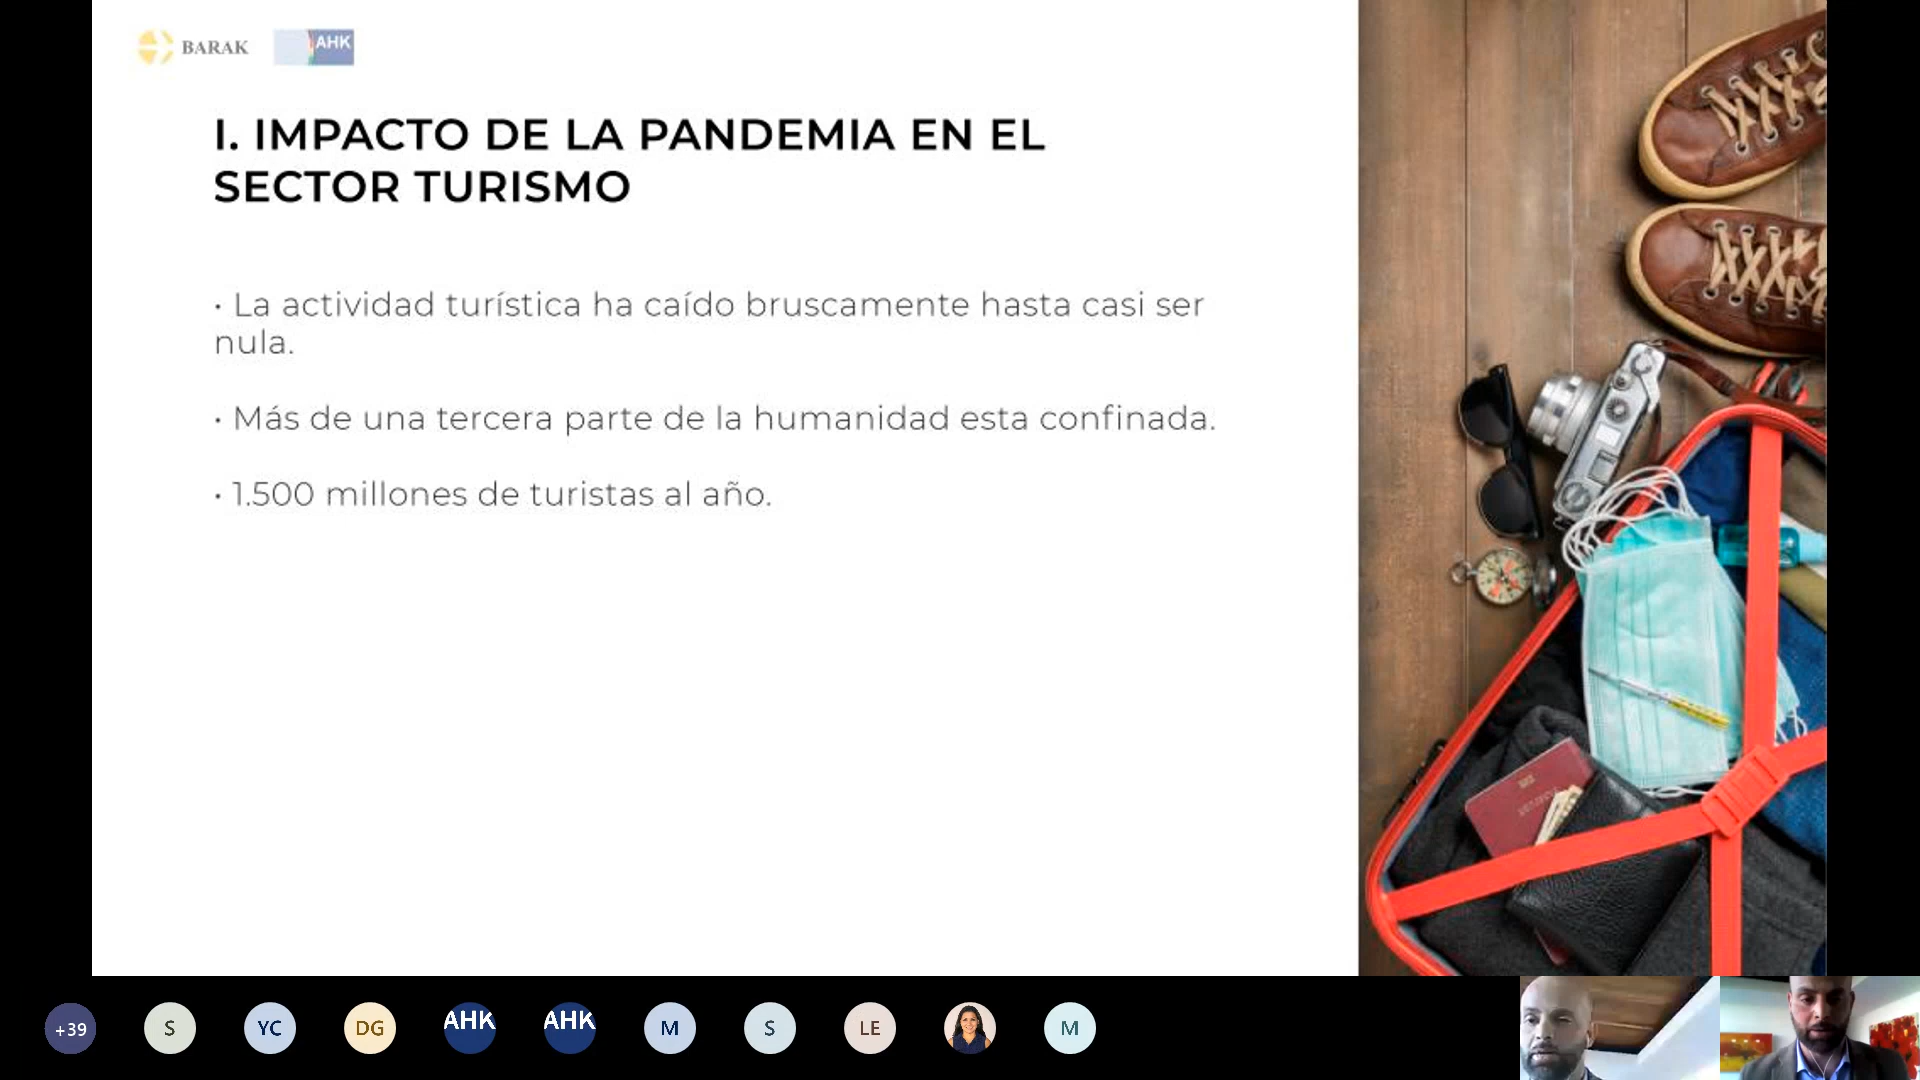 BARAK
AHK
I. IMPACTO DE LA PANDEMIA EN EL
SECTOR TURISMO
• La actividad turística ha caído bruscamente hasta casi ser
nula.
• Más de una tercera parte de la humanidad esta confinada.
• 1.500 millones de turistas al año.
+39
S
YC
DG
AHK
AHK
M
S
LE
M